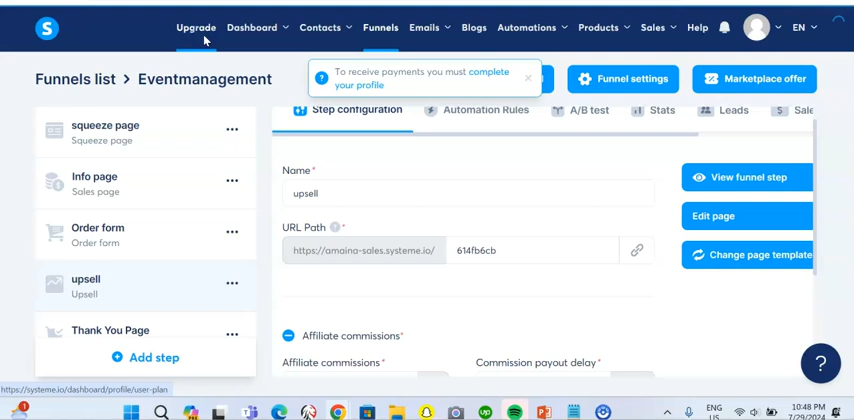 S Upgrade Dashboard Contacts Funnels Emails Blogs Automations Products Sales Help EN
To receive payments you must complete
your profile
Funnels list > Eventmanagement
Funnel settings Marketplace offer
Step configuration Automation Rules A/B test Stats Leads $ Sale
squeeze page
Squeeze page
Info page
Sales page
Order form
Order form
upsell
Upsell
Thank You Page
Add step
Name*
upsell
URL Path ? *
https://amaina-sales.systeme.io/ 614fb6cb
View funnel step
Edit page
Change page template
Affiliate commissions*
Affiliate commissions* Commission payout delay*
?
https://systeme.io/dashboard/profile/user-plan
1
ENG
US
10:48 PM
7/29/2024